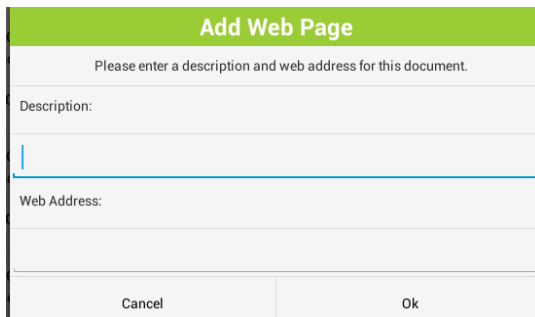 Add Web Page
Please enter a description and web address for this document.
Description:
Web Address:
Cancel Ok